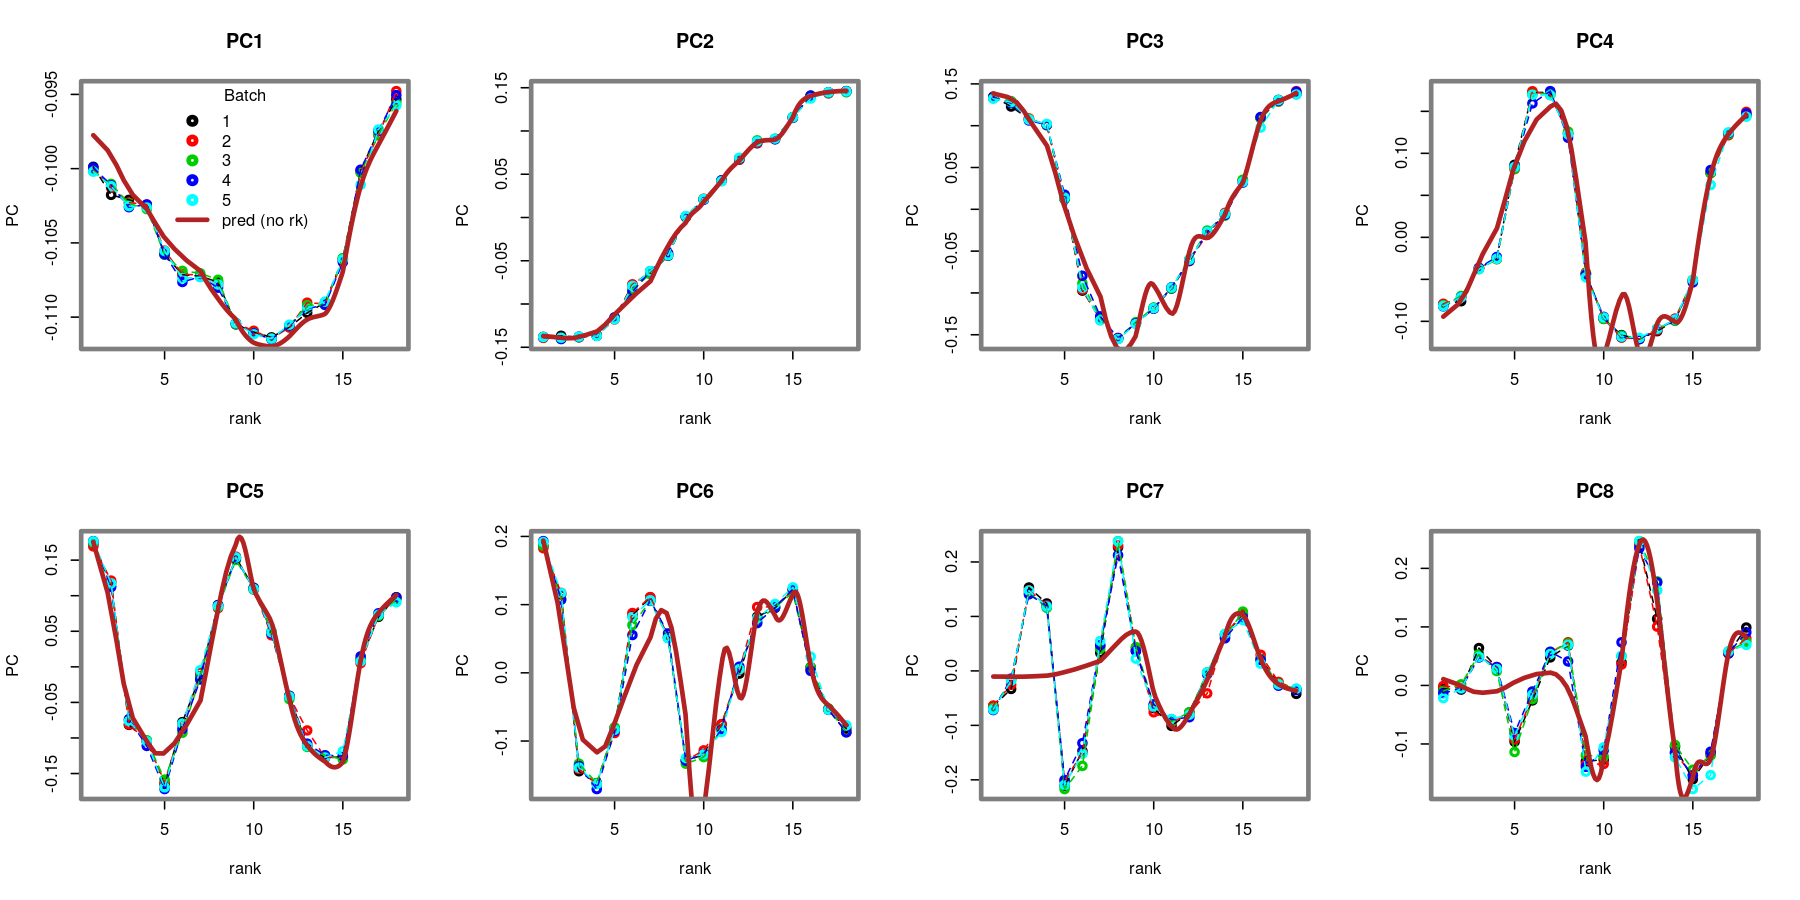 PC1
PC
-0.095
-0.100
-0.105
-0.110
Batch
1
2
3
4
5
pred (no rk)
5 10 15
rank
PC2
PC
0.15
0.05
-0.05
-0.15
5 10 15
rank
PC3
PC
0.15
0.05
-0.05
-0.15
5 10 15
rank
PC4
PC
0.10
0.00
-0.10
5 10 15
rank
PC5
PC
0.15
0.05
-0.05
-0.15
5 10 15
rank
PC6
PC
0.2
0.1
0.0
-0.1
5 10 15
rank
PC7
PC
0.2
0.1
0.0
-0.1
-0.2
5 10 15
rank
PC8
PC
0.2
0.1
0.0
-0.1
5 10 15
rank